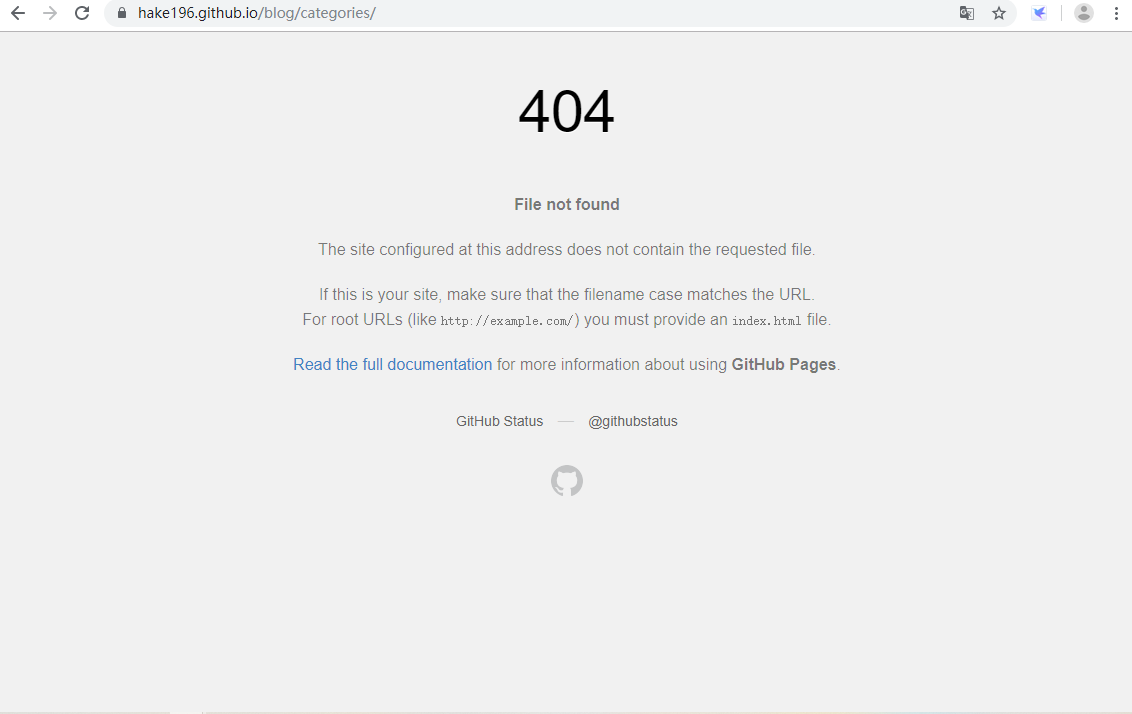 hake196.github.io/blog/categories/
404
File not found
The site configured at this address does not contain the requested file.
If this is your site, make sure that the filename case matches the URL.
For root URLs (like http://example.com/) you must provide an index.html file.
Read the full documentation for more information about using GitHub Pages.
GitHub Status — @githubstatus